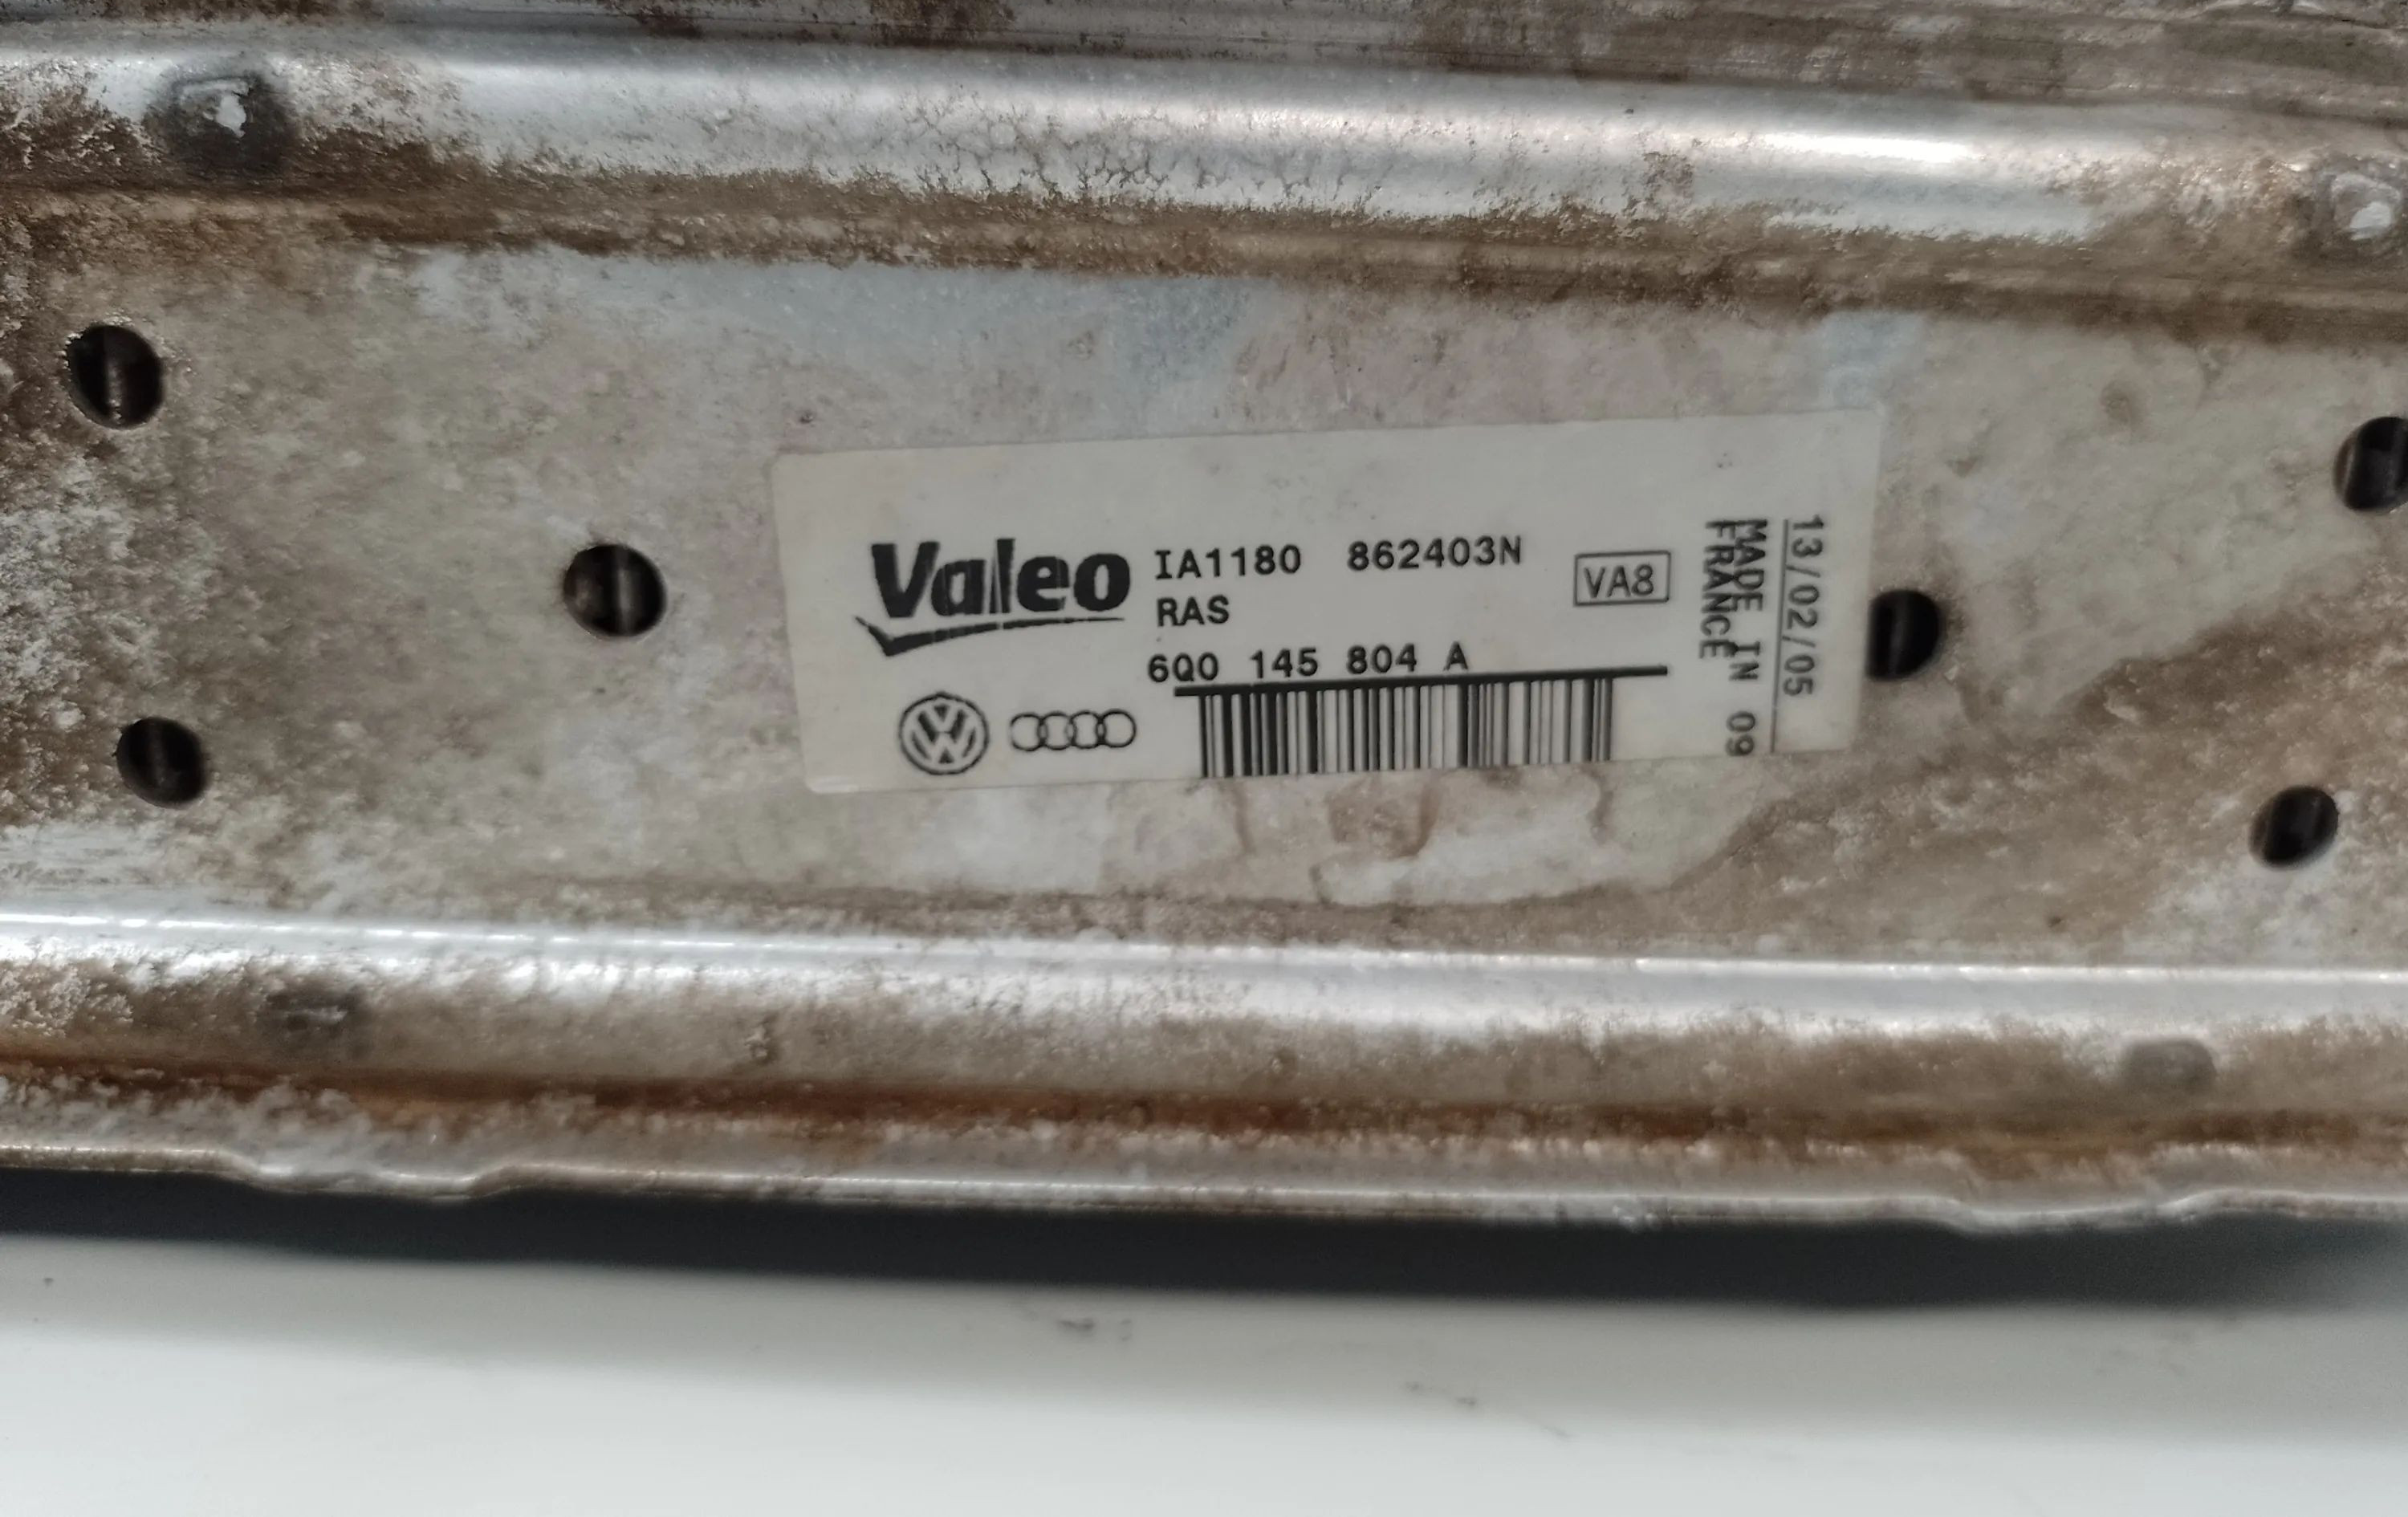 Valeo IA1180 862403N
RAS
VA8
6Q0 145 804 A
13/02/05
MADE IN 09
FRANCE